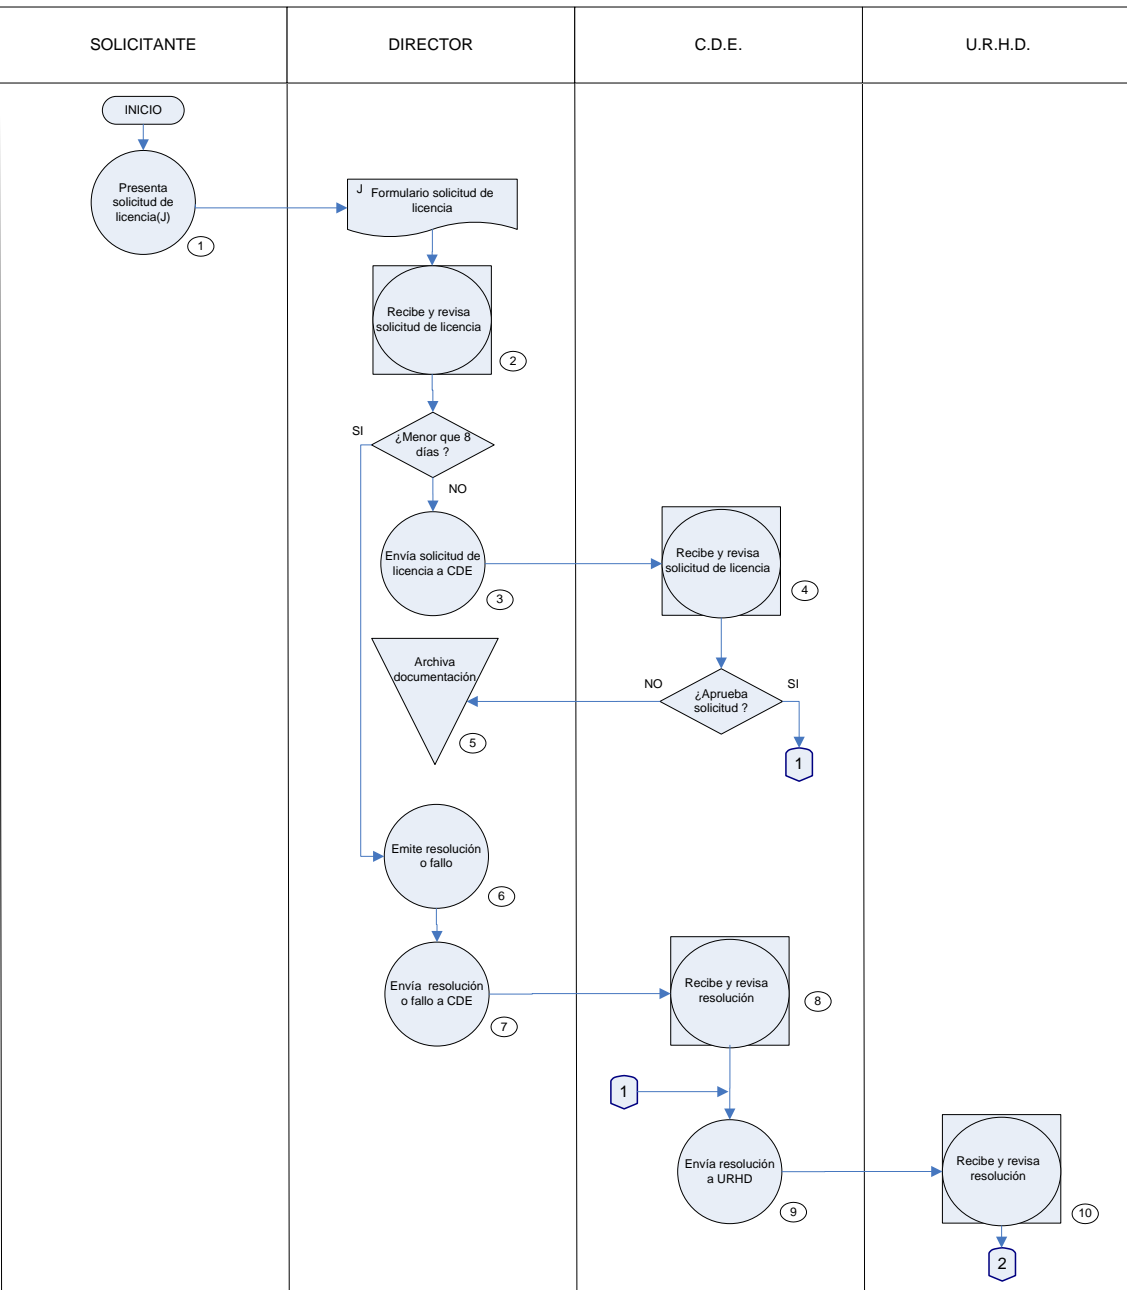 SOLICITANTE
DIRECTOR
C.D.E.
U.R.H.D.
INICIO
Presenta
solicitud de
licencia(J)
1
J
Formulario solicitud de
licencia
Recibe y revisa
solicitud de licencia
2
¿Menor que 8
días ?
SI
NO
Envía solicitud de
licencia a CDE
3
Recibe y revisa
solicitud de licencia
4
¿Aprueba
solicitud ?
NO
SI
1
Archiva
documentación
5
Emite resolución
o fallo
6
Envía resolución
o fallo a CDE
7
Recibe y revisa
resolución
8
1
Envía resolución
a URHD
9
Recibe y revisa
resolución
10
2